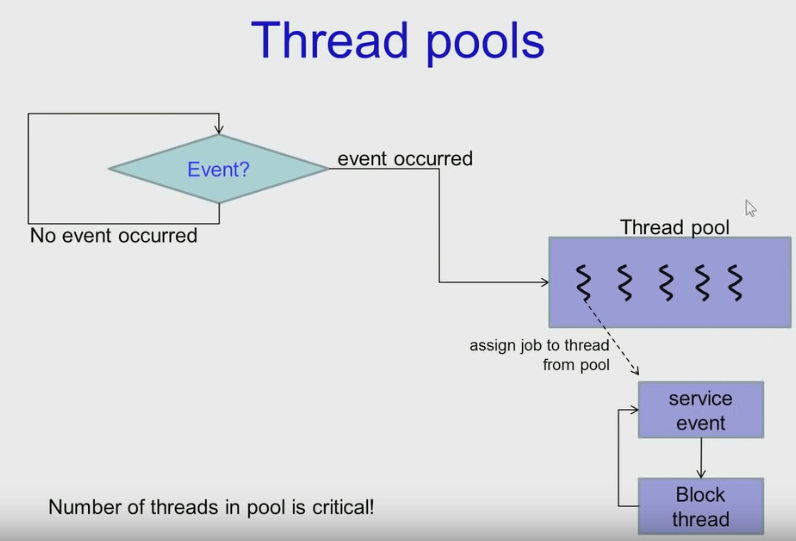 Thread pools
Event?
event occurred
No event occurred
Thread pool
assign job to thread
from pool
service
event
Block
thread
Number of threads in pool is critical!